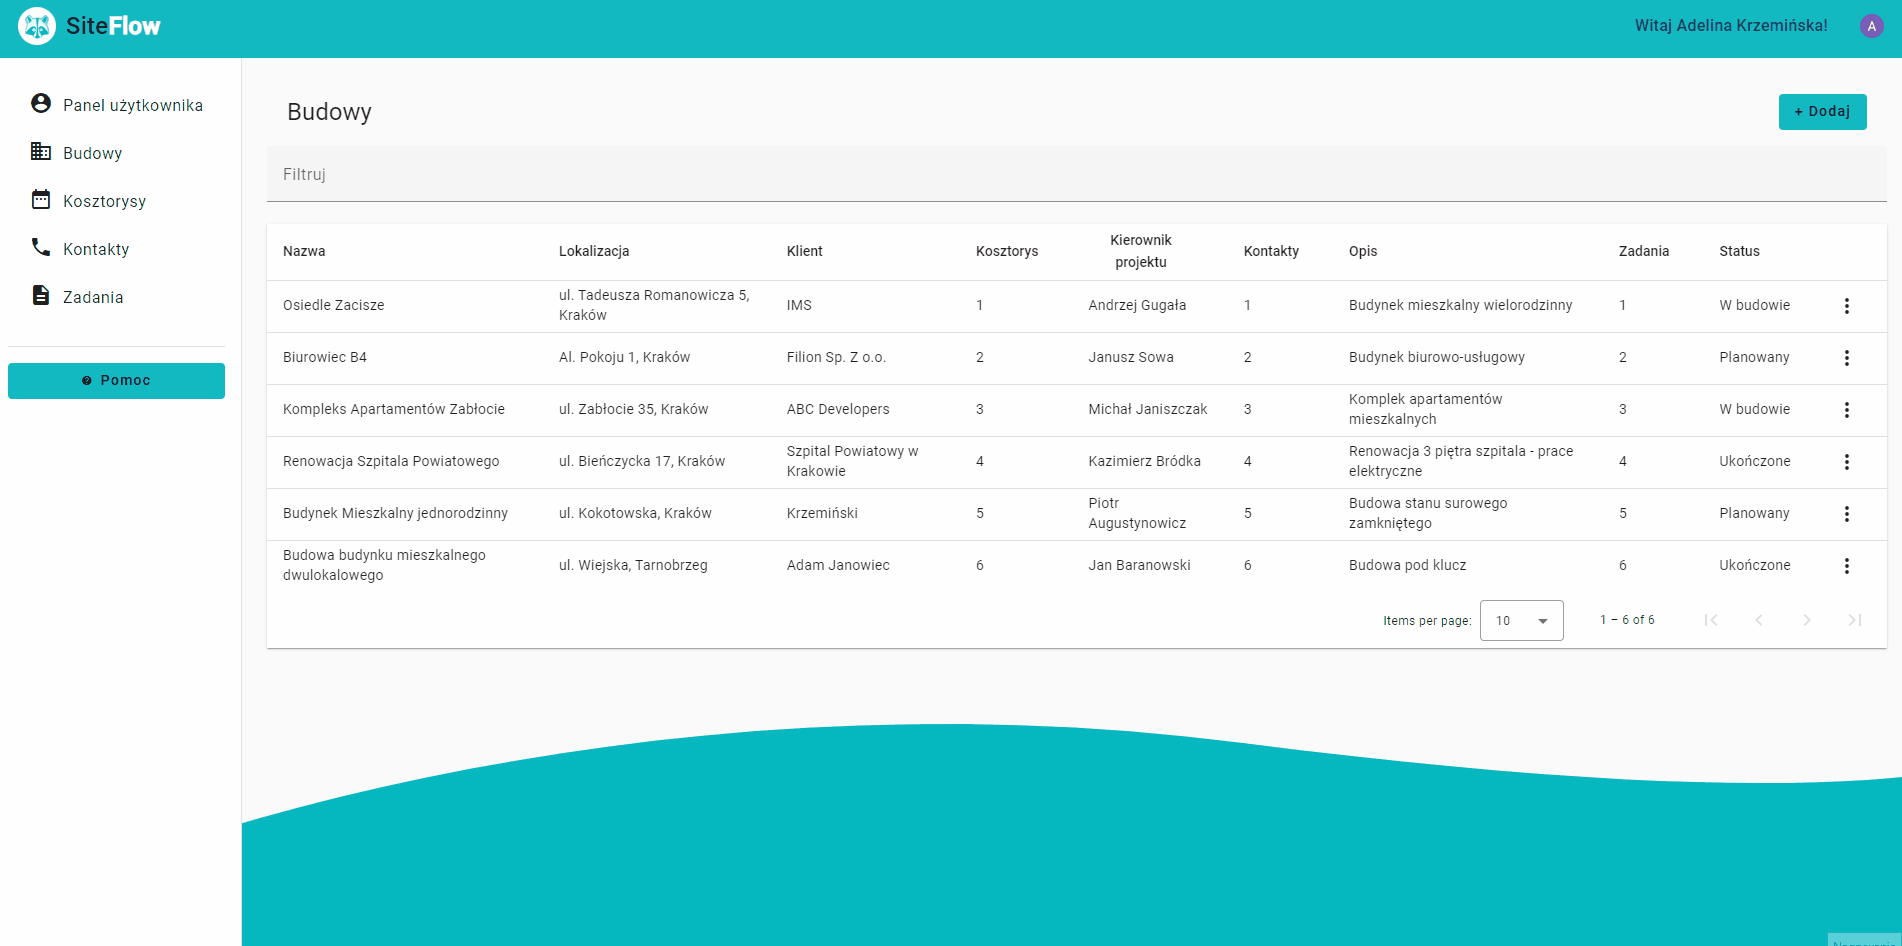 SiteFlow
Witaj Adelina Krzemińska!
A
Panel użytkownika
Budowy
Kosztorysy
Kontakty
Zadania
Pomoc
Budowy
+ Dodaj
Filtruj
Nazwa
Lokalizacja
Klient
Kosztorys
Kierownik
projektu
Kontakty
Opis
Zadania
Status
Osiedle Zacisze
ul. Tadeusza Romanowicza 5,
Kraków
IMS
1
Andrzej Gugała
1
Budynek mieszkalny wielorodzinny
1
W budowie
Biurowiec B4
Al. Pokoju 1, Kraków
Filion Sp. Z o.o.
2
Janusz Sowa
2
Budynek biurowo-usługowy
2
Planowany
Kompleks Apartamentów Zabłocie
ul. Zabłocie 35, Kraków
ABC Developers
3
Michał Janiszczak
3
Komplek apartamentów
mieszkalnych
3
W budowie
Renowacja Szpitala Powiatowego
ul. Bieńczycka 17, Kraków
Szpital Powiatowy w
Krakowie
4
Kazimierz Bródka
4
Renowacja 3 piętra szpitala - prace
elektryczne
4
Ukończone
Budynek Mieszkalny jednorodzinny
ul. Kokotowska, Kraków
Krzemiński
5
Piotr
Augustynowicz
5
Budowa stanu surowego
zamkniętego
5
Planowany
Budowa budynku mieszkalnego
dwulokalowego
ul. Wiejska, Tarnobrzeg
Adam Janowiec
6
Jan Baranowski
6
Budowa pod klucz
6
Ukończone
Items per page:
10
1 – 6 of 6